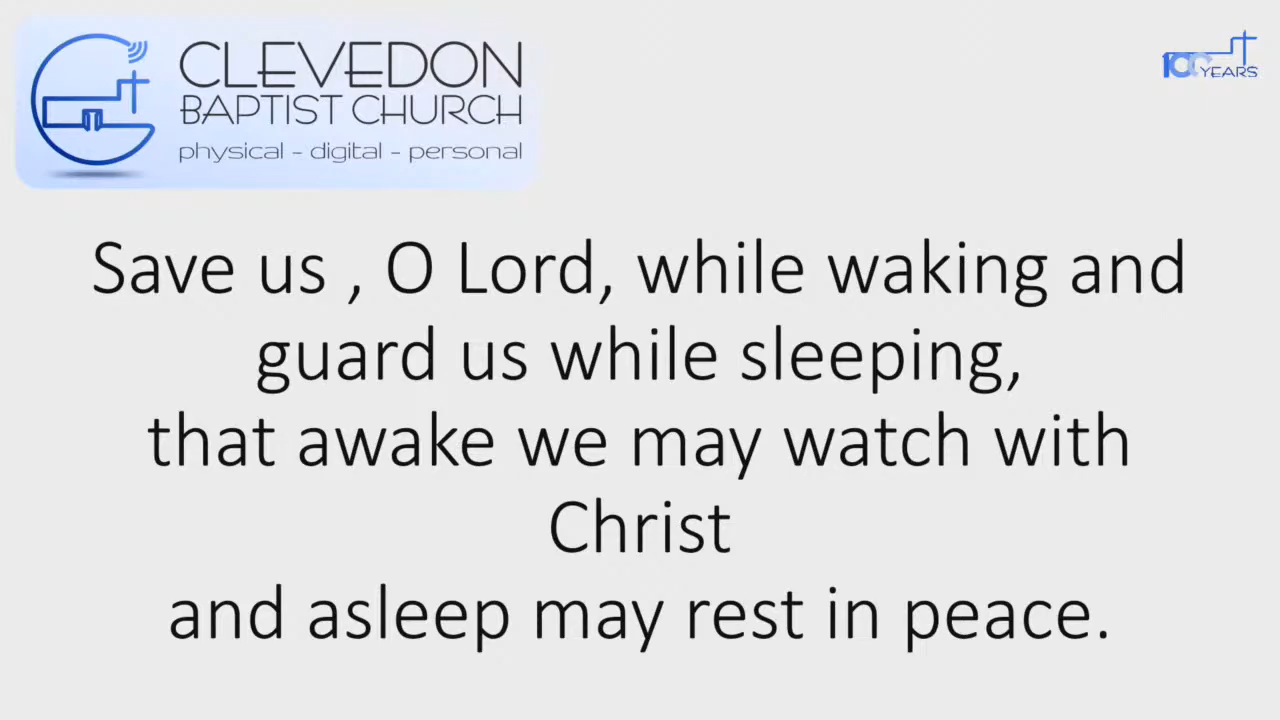 CLEVEDON
BAPTIST CHURCH
physical - digital - personal
100 YEARS
Save us , O Lord, while waking and
guard us while sleeping,
that awake we may watch with
Christ
and asleep may rest in peace.